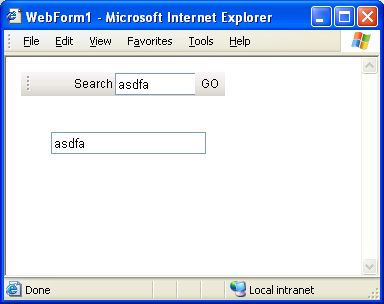 WebForm1 - Microsoft Internet Explorer
File Edit View Favorites Tools Help
Search asdfa GO
asdfa
Done Local intranet